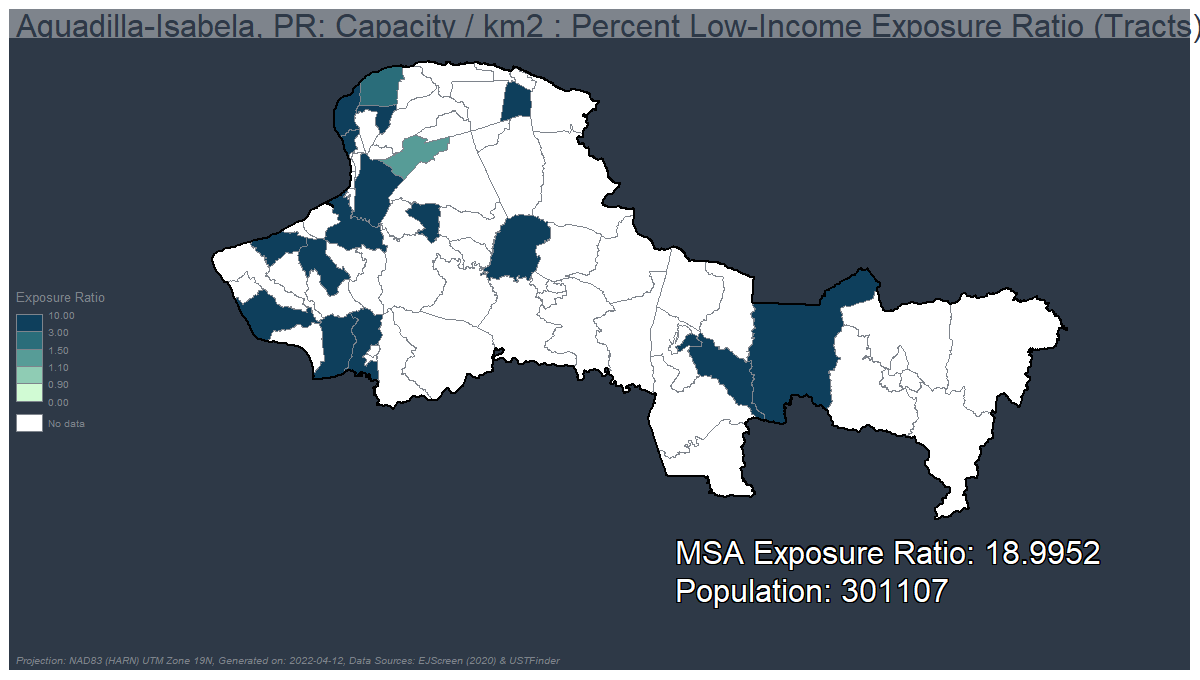 Aguadilla-Isabela, PR: Capacity / km2 : Percent Low-Income Exposure Ratio (Tracts)
Exposure Ratio
10.00
3.00
1.50
1.10
0.90
0.00
No data
MSA Exposure Ratio: 18.9952
Population: 301107
Projection: NAD83 (HARN) UTM Zone 19N, Generated on: 2022-04-12, Data Sources: EJScreen (2020) & USTFinder